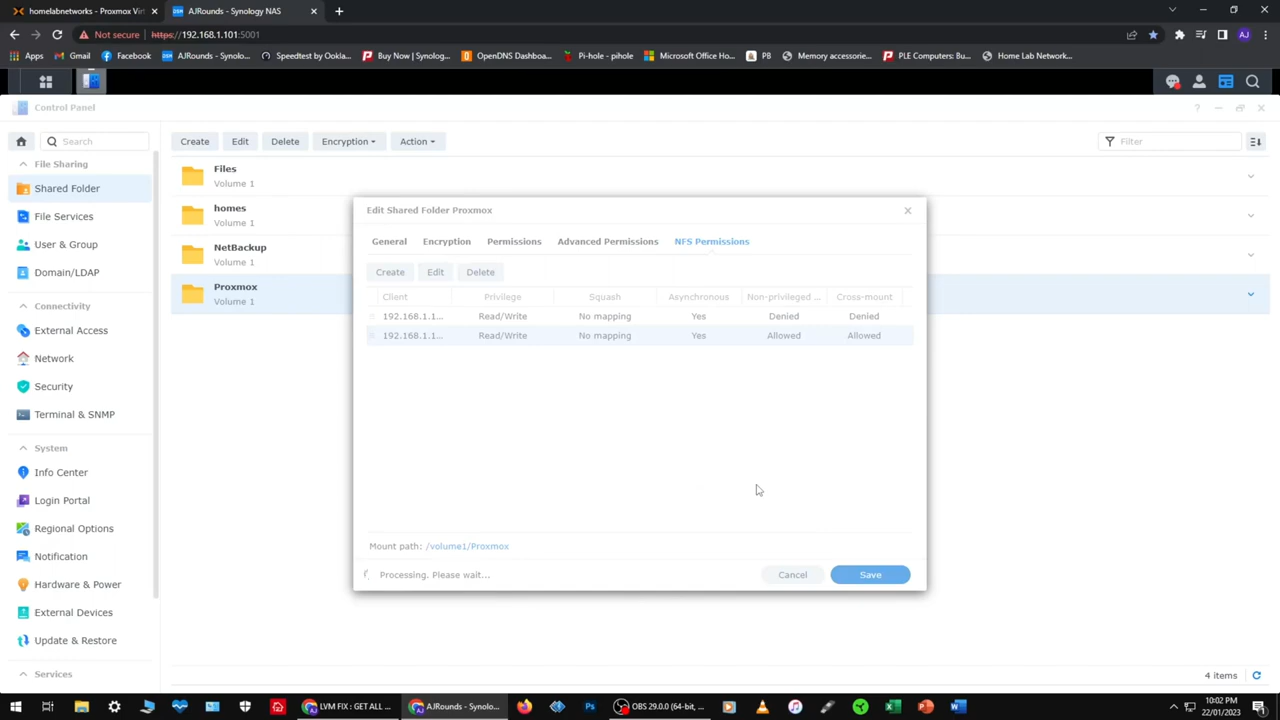 homelabnetworks - Proxmox Virt
AJRounds - Synology NAS
Not secure
https://192.168.1.101:5001
AJ
Apps
Gmail
Facebook
AJRounds - Synolo...
Speedtest by Ookla...
Buy Now | Synolog...
OpenDNS Dashboa...
Pi-hole - pihole
Microsoft Office Ho...
PB
Memory accessorie...
PLE Computers: Bu...
Home Lab Network...
Control Panel
Search
File Sharing
Shared Folder
File Services
User & Group
Domain/LDAP
Connectivity
External Access
Network
Security
Terminal & SNMP
System
Info Center
Login Portal
Regional Options
Notification
Hardware & Power
External Devices
Update & Restore
Services
Create
Edit
Delete
Encryption
Action
Filter
Files
Volume 1
homes
Volume 1
NetBackup
Volume 1
Proxmox
Volume 1
Edit Shared Folder Proxmox
General
Encryption
Permissions
Advanced Permissions
NFS Permissions
Create
Edit
Delete
Client Privilege Squash Asynchronous Non-privileged ... Cross-mount
192.168.1.1... Read/Write No mapping Yes Denied Denied
192.168.1.1... Read/Write No mapping Yes Allowed Allowed
Mount path: /volume1/Proxmox
Processing. Please wait...
Cancel
Save
4 items
LVM FIX : GET ALL ...
AJRounds - Synolo...
OBS 29.0.0 (64-bit, ...
10:02 PM
22/01/2023
1